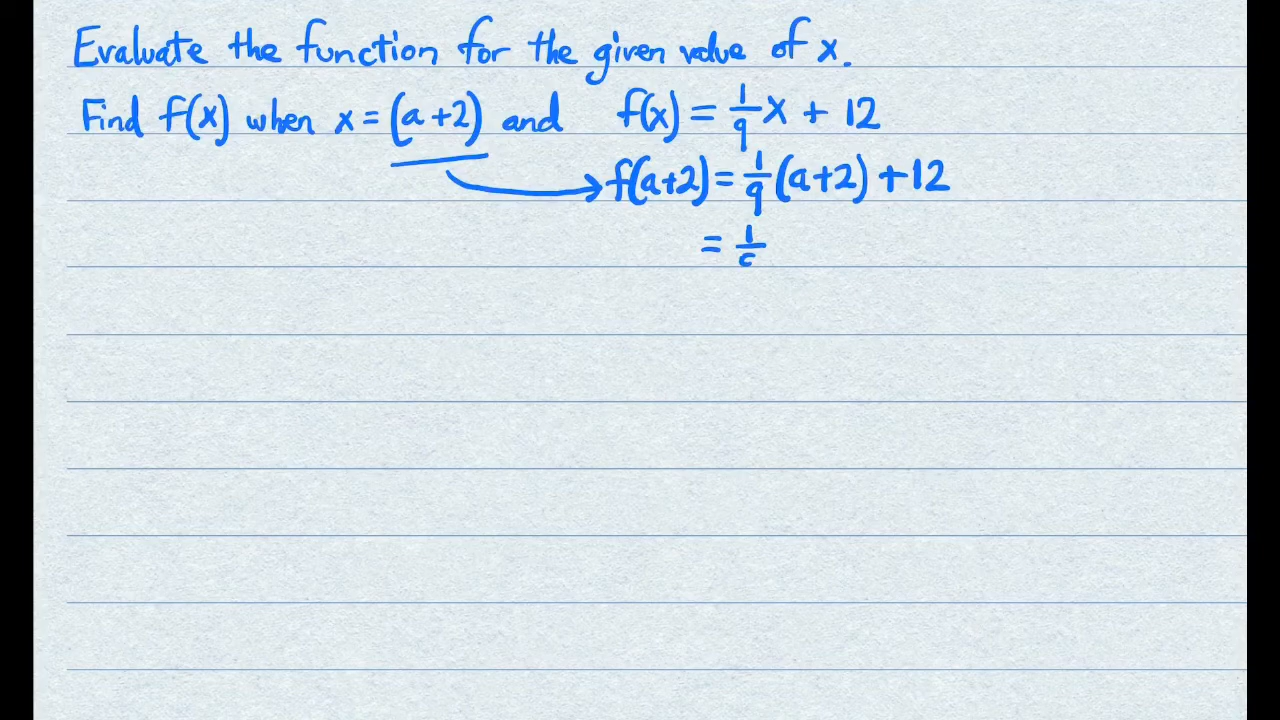 Evaluate the function for the given value of x.
Find f(x) when x = (a+2) and f(x) = 1/9 x + 12
f(a+2) = 1/9 (a+2) + 12
= 1/